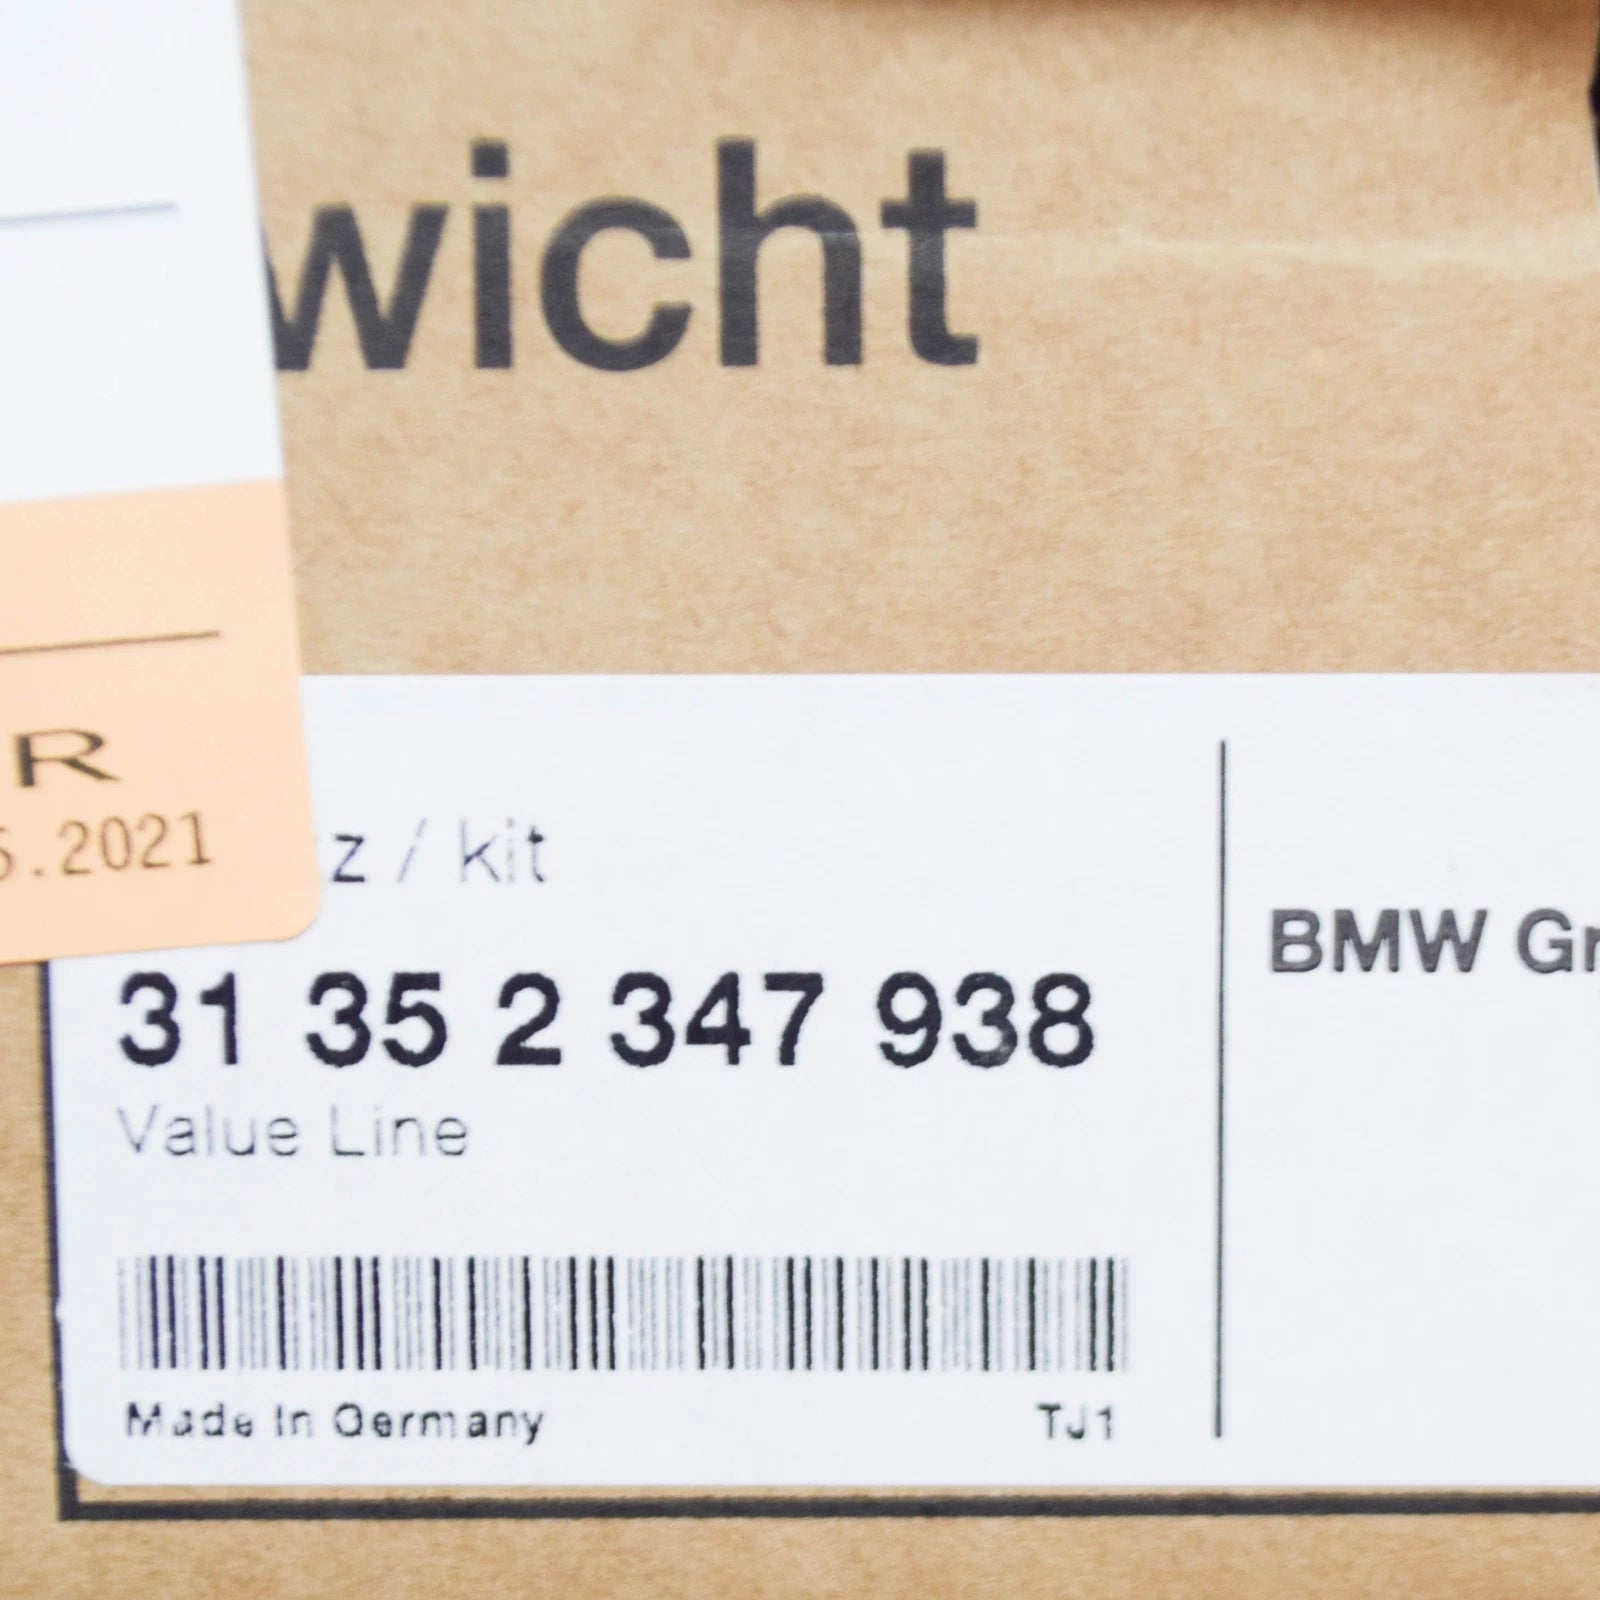 wicht
R
.2021
z / kit
31 35 2 347 938
Value Line
BMW Gr
Made In Germany
TJ1